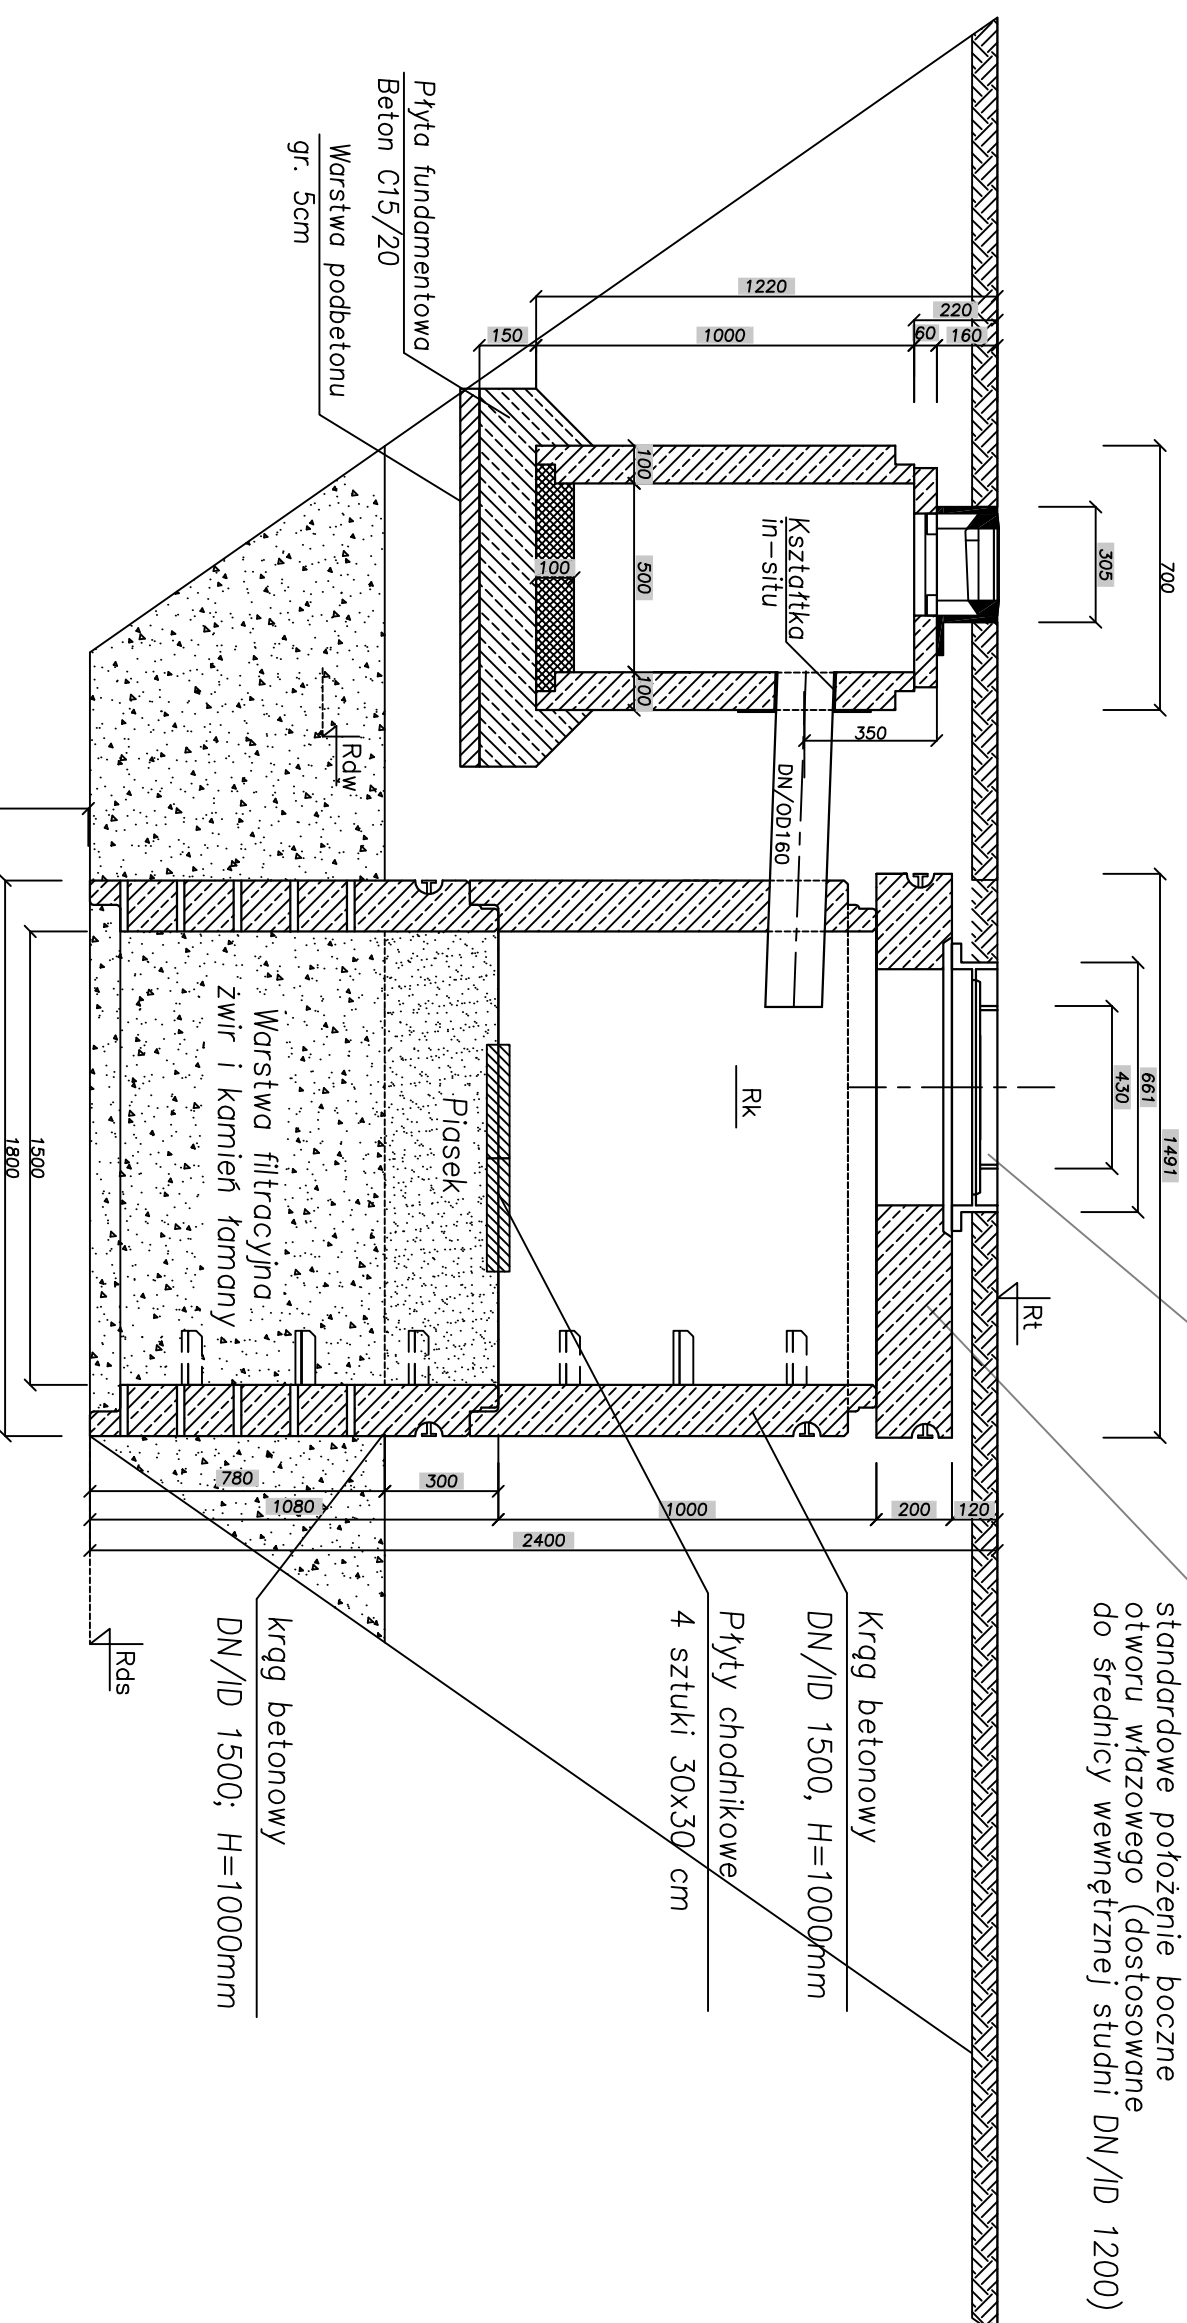 standardowe położenie boczne
otworu włazowego (dostosowane
do średnicy wewnętrznej studni DN/ID 1200)
700
305
1491
661
430
Rt
1220
220
150
1000
60
160
Płyta fundamentowa
Beton C15/20
Warstwa podbetonu
gr. 5cm
100
500
100
100
Kształtka
in-situ
350
DN/OD160
Rdw
Rk
Piasek
Warstwa filtracyjna
żwir i kamień łamany
1500
1800
780
300
1080
1000
200
120
2400
Krąg betonowy
DN/ID 1500, H=1000mm
Płyty chodnikowe
4 sztuki 30x30 cm
krąg betonowy
DN/ID 1500; H=1000mm
Rds